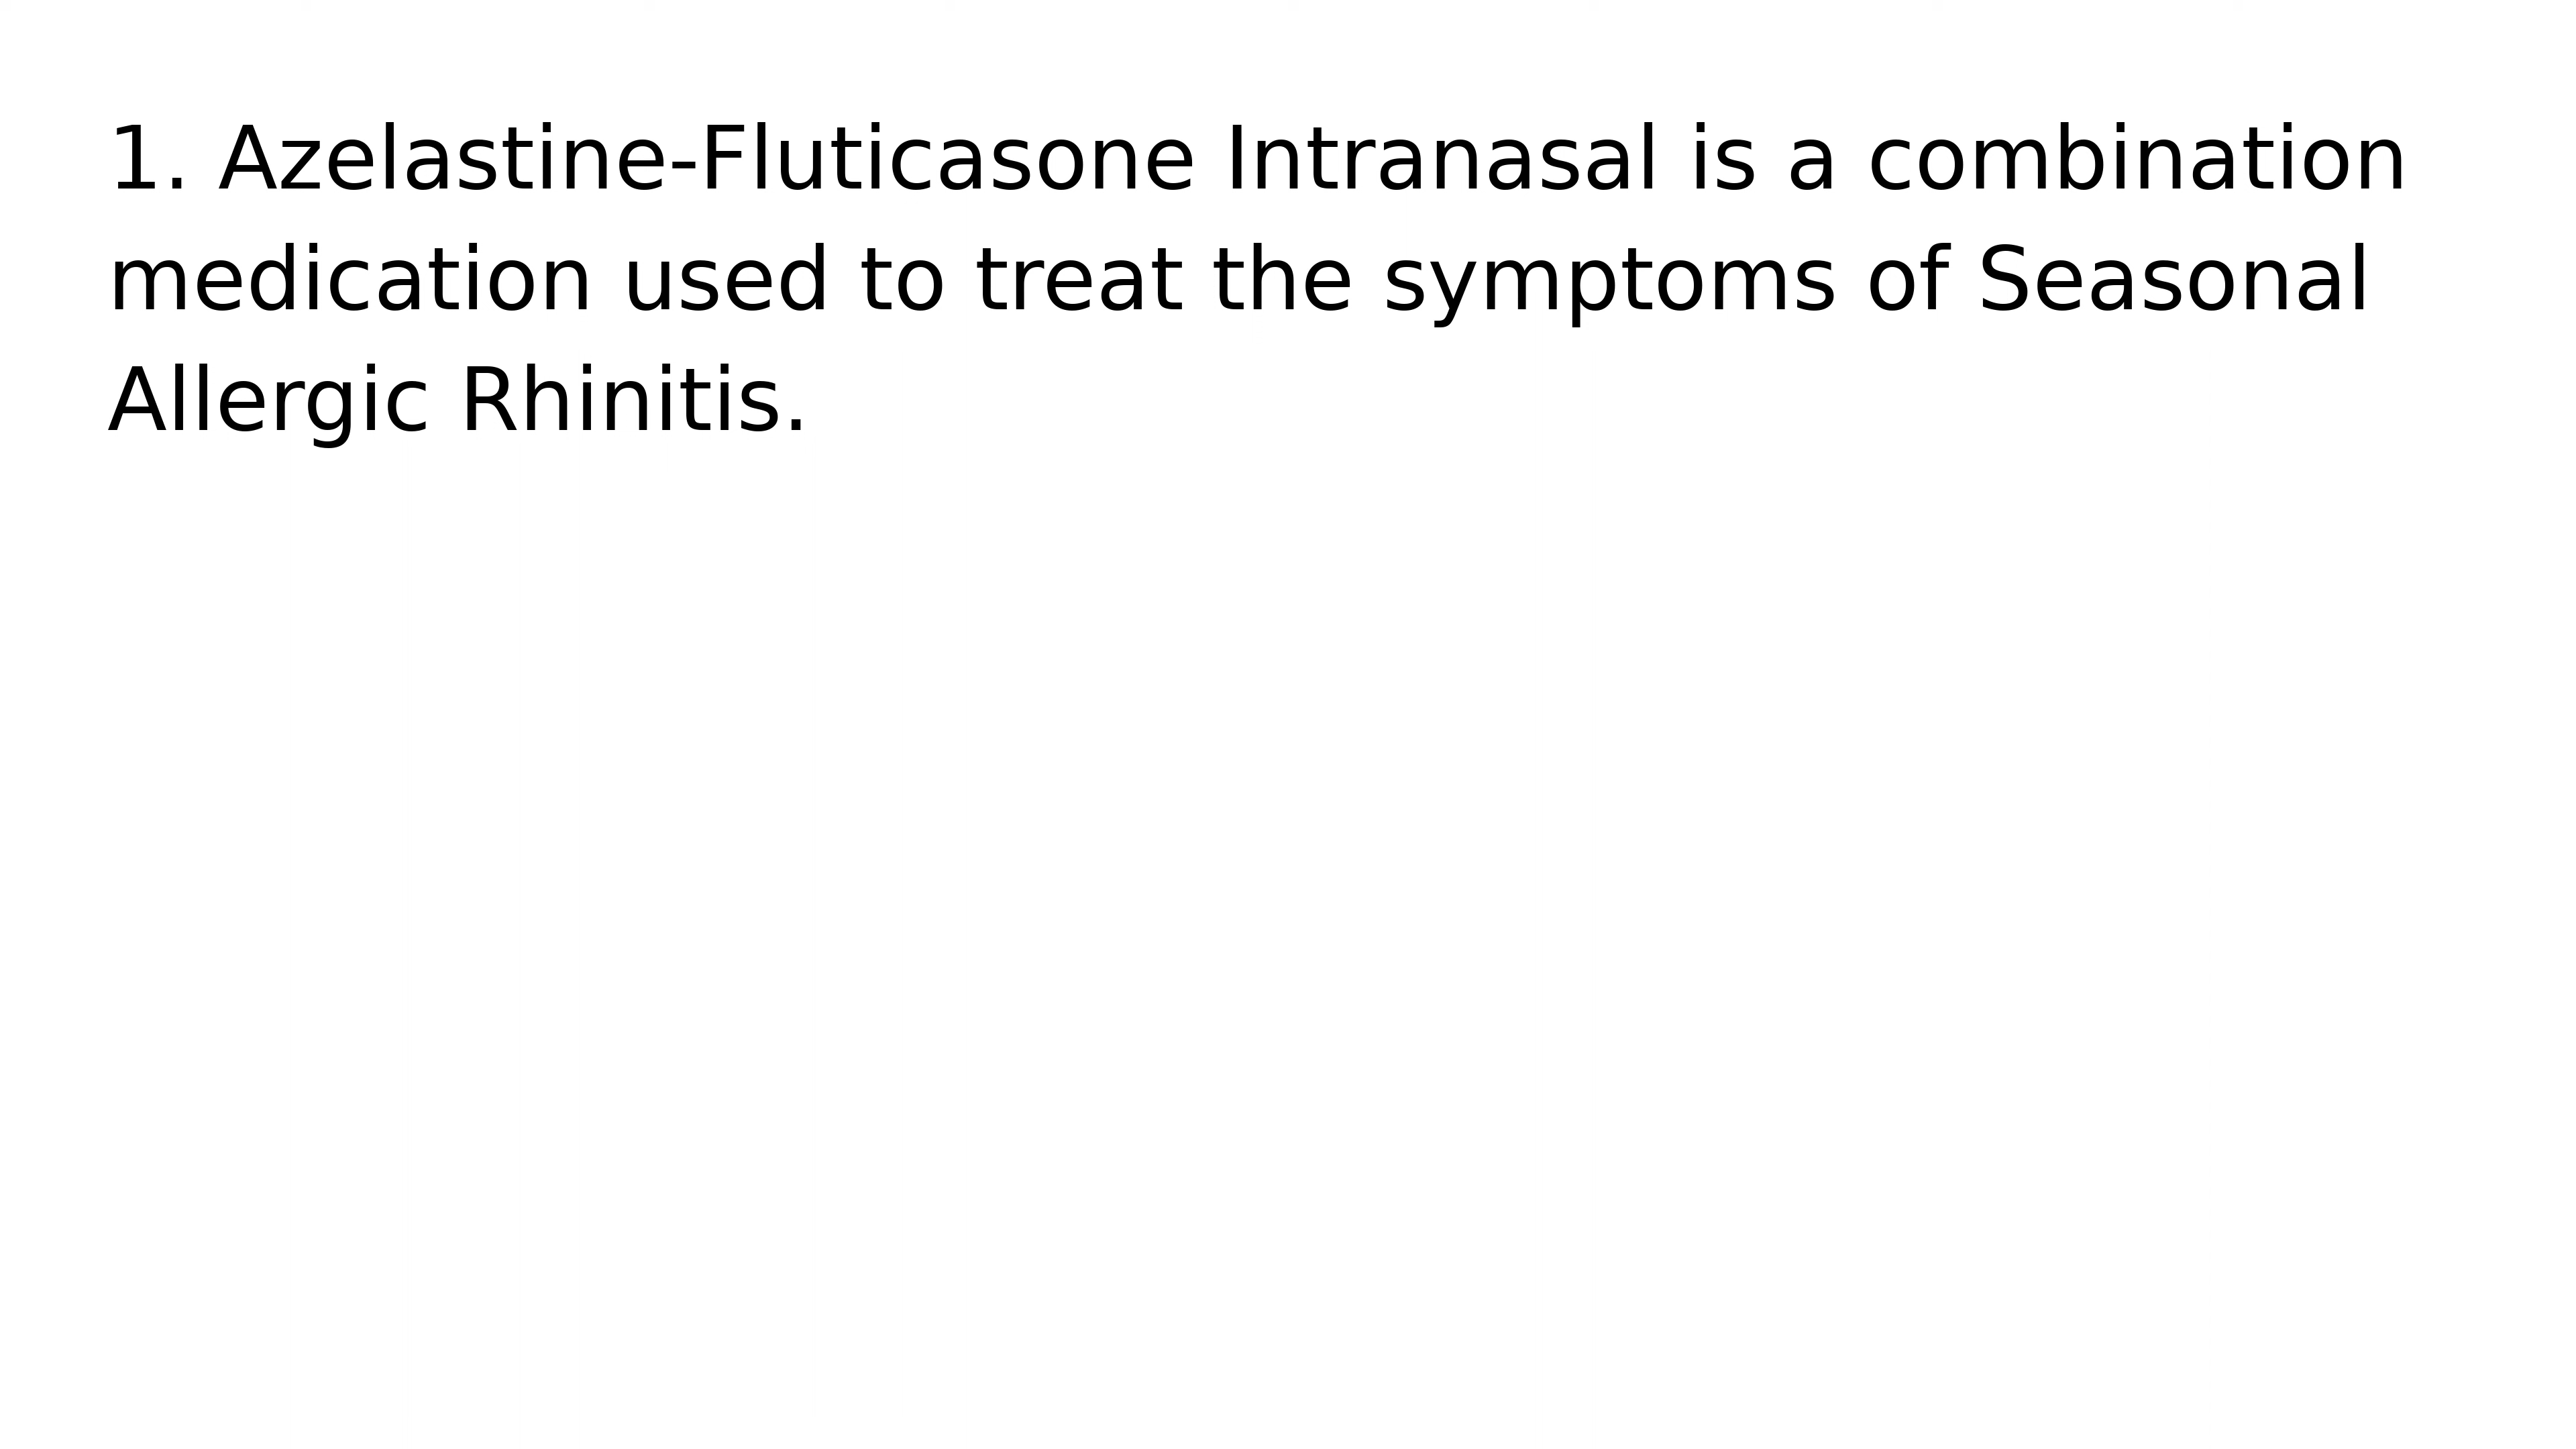 1. Azelastine-Fluticasone Intranasal is a combination
medication used to treat the symptoms of Seasonal
Allergic Rhinitis.